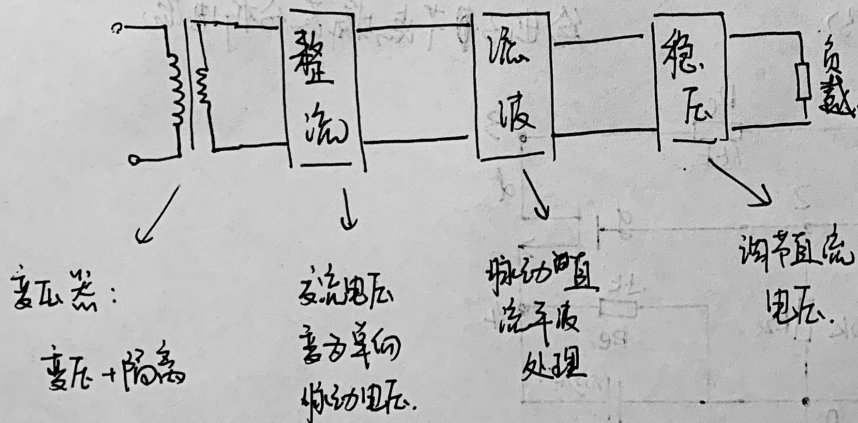 整
流
滤
波
稳
压
负
载
变压器:
变压+隔离
交流电压
变为单向
脉动电压.
脉动直
流平波
处理
调节直流
电压.